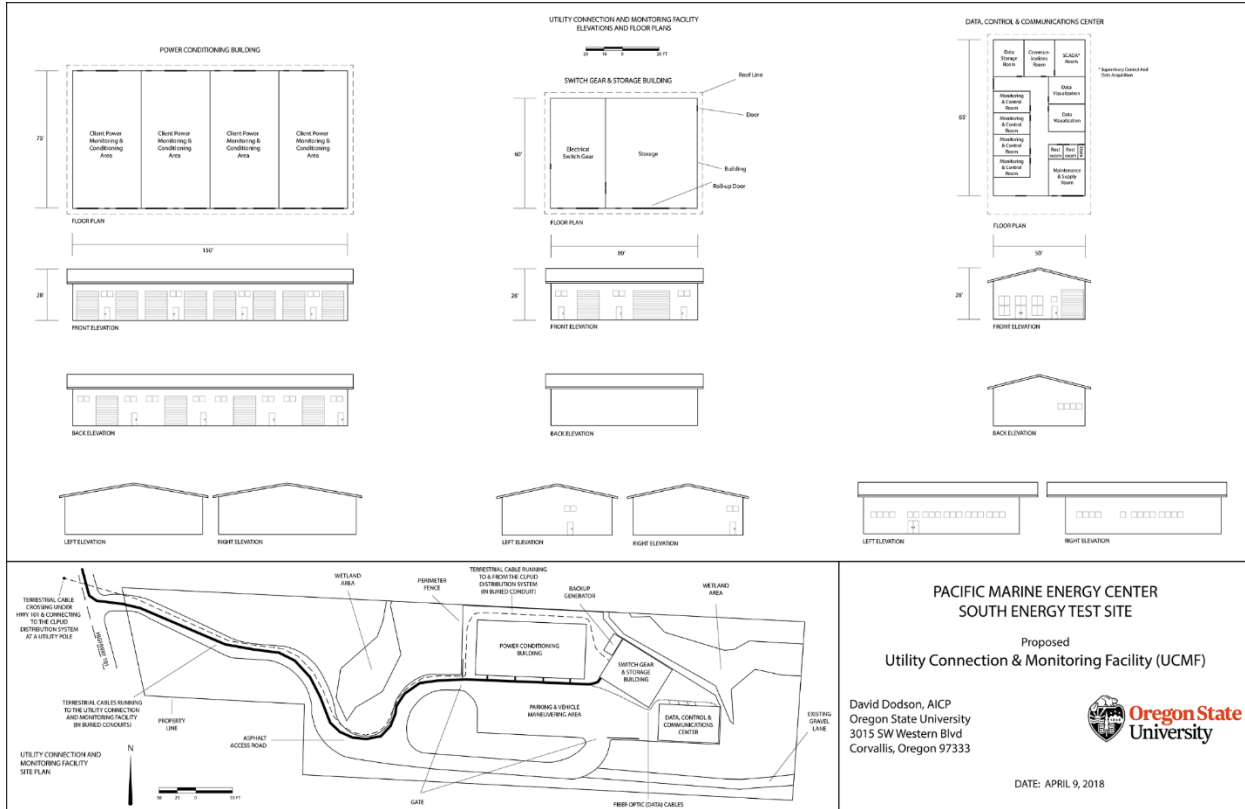 UTILITY CONNECTION AND MONITORING FACILITY
ELEVATIONS AND FLOOR PLANS
20 10 0 20 FT
POWER CONDITIONING BUILDING
75'
Client Power
Monitoring &
Conditioning
Area
Client Power
Monitoring &
Conditioning
Area
Client Power
Monitoring &
Conditioning
Area
Client Power
Monitoring &
Conditioning
Area
FLOOR PLAN
150'
28'
FRONT ELEVATION
BACK ELEVATION
LEFT ELEVATION
RIGHT ELEVATION
SWITCH GEAR & STORAGE BUILDING
Roof Line
Door
Building
Roll-up Door
60'
Electrical
Switch Gear
Storage
FLOOR PLAN
80'
28'
FRONT ELEVATION
BACK ELEVATION
LEFT ELEVATION
RIGHT ELEVATION
DATA, CONTROL & COMMUNICATIONS CENTER
85'
Data
Storage
Room
Commun-
ications
Room
SCADA*
Room
* Supervisory Control And
Data Acquisition
Data
Visualization
Data
Visualization
Monitoring
& Control
Room
Monitoring
& Control
Room
Monitoring
& Control
Room
Monitoring
& Control
Room
Rest
room
Rest
room
Maintenance
& Supply
Room
FLOOR PLAN
50'
28'
FRONT ELEVATION
BACK ELEVATION
LEFT ELEVATION
RIGHT ELEVATION
TERRESTRIAL CABLE
CROSSING UNDER
HWY 101 & CONNECTING
TO THE CLPUD
DISTRIBUTION SYSTEM
AT A UTILITY POLE
HIGHWAY 101
WETLAND
AREA
PERIMETER
FENCE
TERRESTRIAL CABLE RUNNING
TO & FROM THE CLPUD
DISTRIBUTION SYSTEM
(IN BURIED CONDUIT)
BACKUP
GENERATOR
WETLAND
AREA
POWER CONDITIONING
BUILDING
SWITCH GEAR
& STORAGE
BUILDING
PARKING & VEHICLE
MANEUVERING AREA
DATA, CONTROL &
COMMUNICATIONS
CENTER
TERRESTRIAL CABLES RUNNING
TO THE UTILITY CONNECTION
AND MONITORING FACILITY
(IN BURIED CONDUITS)
PROPERTY
LINE
ASPHALT
ACCESS ROAD
EXISTING
GRAVEL
LANE
GATE
FIBER OPTIC (DATA) CABLES
UTILITY CONNECTION AND
MONITORING FACILITY
SITE PLAN
N
50 25 0 50 FT
PACIFIC MARINE ENERGY CENTER
SOUTH ENERGY TEST SITE
Proposed
Utility Connection & Monitoring Facility (UCMF)
David Dodson, AICP
Oregon State University
3015 SW Western Blvd
Corvallis, Oregon 97333
Oregon State
University
DATE: APRIL 9, 2018